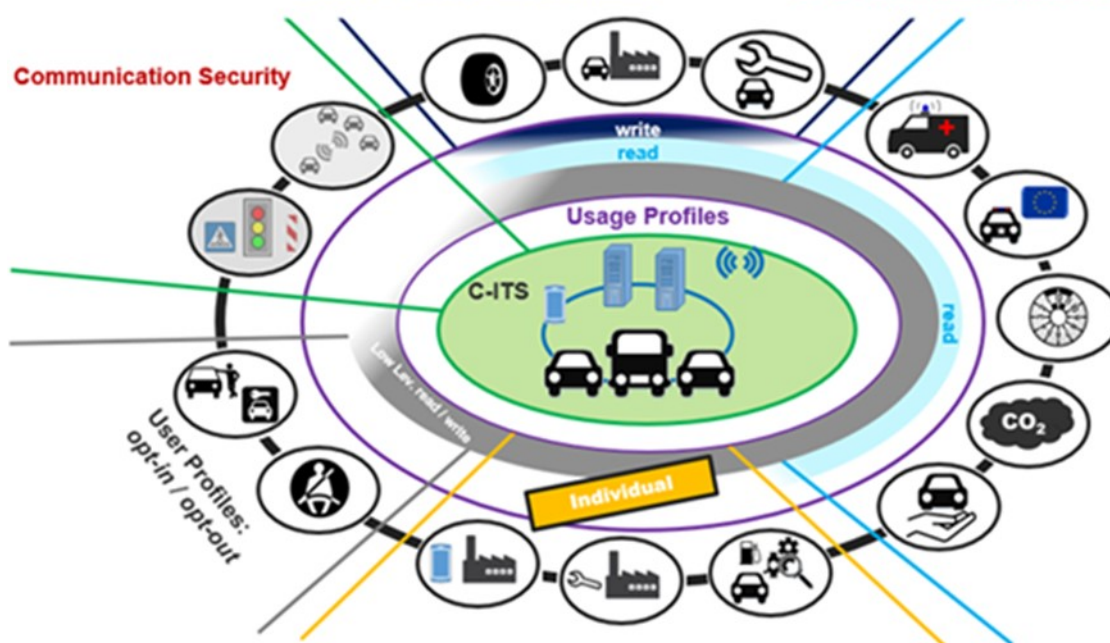 Communication Security
write
read
Usage Profiles
C-ITS
read
Low Lev. read / write
CO₂
User Profiles:
opt-in / opt-out
Individual